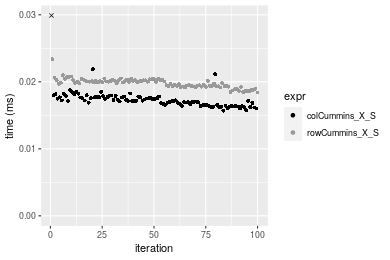 0.03
0.02
0.01
0.00
time (ms)
0
25
50
75
100
iteration
expr
colCummins_X_S
rowCummins_X_S